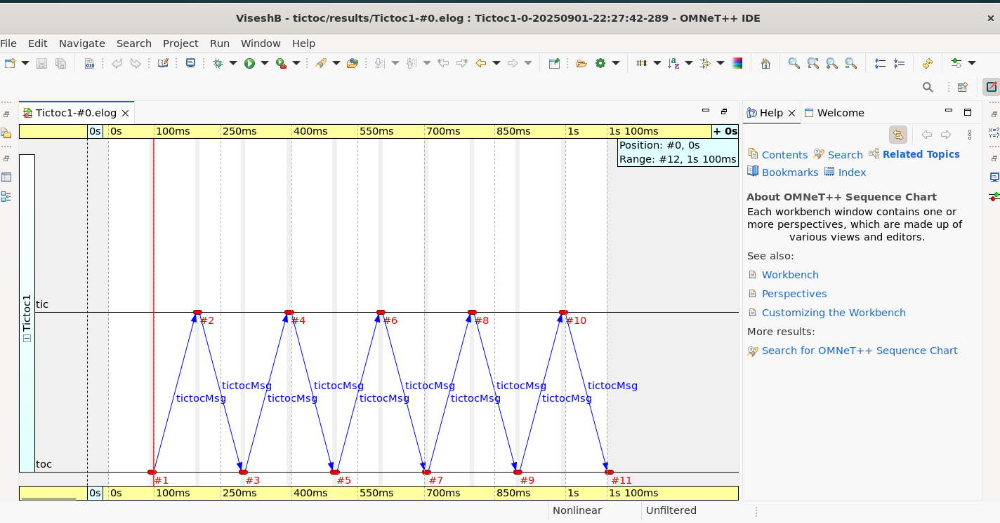 ViseshB - tictoc/results/Tictoc1-#0.elog : Tictoc1-0-20250901-22:27:42-289 - OMNeT++ IDE
File Edit Navigate Search Project Run Window Help
010
Tictoc1-#0.elog
0s 0s 100ms 250ms 400ms 550ms 700ms 850ms 1s 1s 100ms + 0s
Position: #0, 0s
Range: #12, 1s 100ms
Tictoc1
tic
#2 #4 #6 #8 #10
tictocMsg tictocMsg tictocMsg tictocMsg tictocMsg
tictocMsg tictocMsg tictocMsg tictocMsg tictocMsg
toc
#1 #3 #5 #7 #9 #11
0s 0s 100ms 250ms 400ms 550ms 700ms 850ms 1s 1s 100ms
Help Welcome
Contents Search Related Topics
Bookmarks Index
About OMNeT++ Sequence Chart
Each workbench window contains one or
more perspectives, which are made up of
various views and editors.
See also:
Workbench
Perspectives
Customizing the Workbench
More results:
Search for OMNeT++ Sequence Chart
Nonlinear Unfiltered